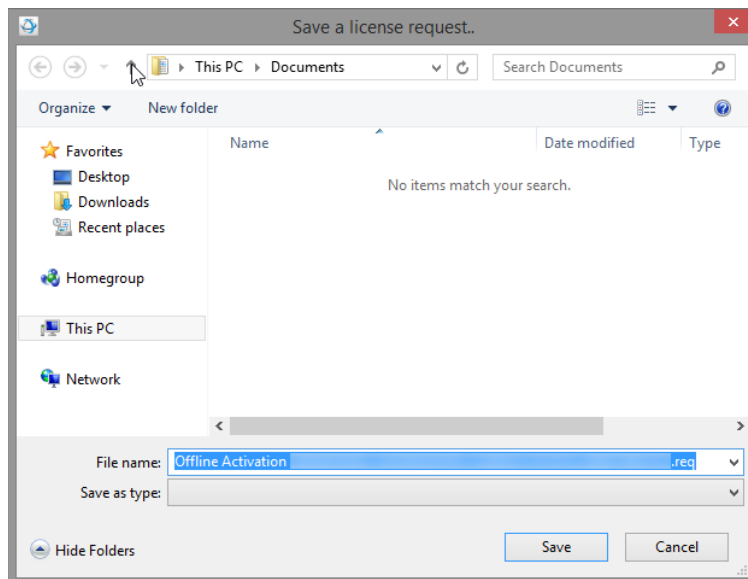 Save a license request..
This PC Documents Search Documents
Organize New folder
Name Date modified Type
No items match your search.
Favorites
Desktop
Downloads
Recent places
Homegroup
This PC
Network
File name: Offline Activation .req
Save as type:
Hide Folders Save Cancel